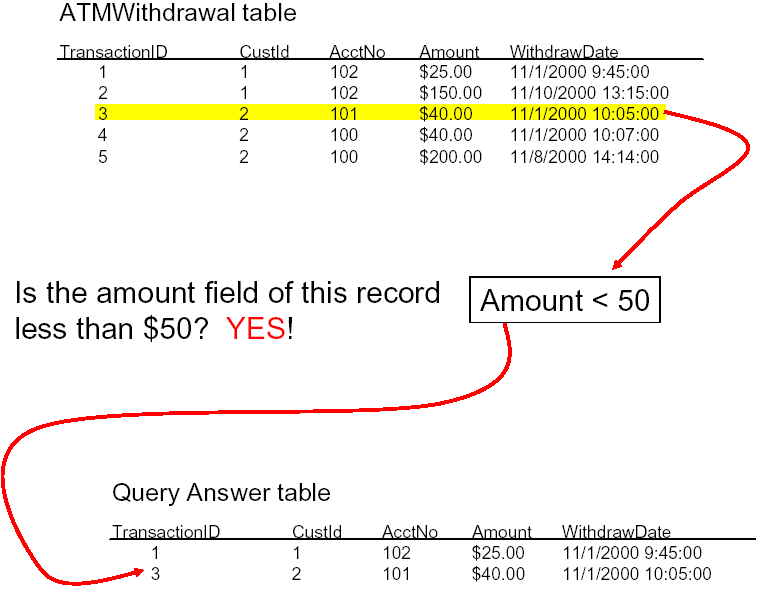 ATMWithdrawal table
TransactionID CustId AcctNo Amount WithdrawDate
1 1 102 $25.00 11/1/2000 9:45:00
2 1 102 $150.00 11/10/2000 13:15:00
3 2 101 $40.00 11/1/2000 10:05:00
4 2 100 $40.00 11/1/2000 10:07:00
5 2 100 $200.00 11/8/2000 14:14:00
Is the amount field of this record
less than $50? YES!
Amount < 50
Query Answer table
TransactionID CustId AcctNo Amount WithdrawDate
1 1 102 $25.00 11/1/2000 9:45:00
3 2 101 $40.00 11/1/2000 10:05:00